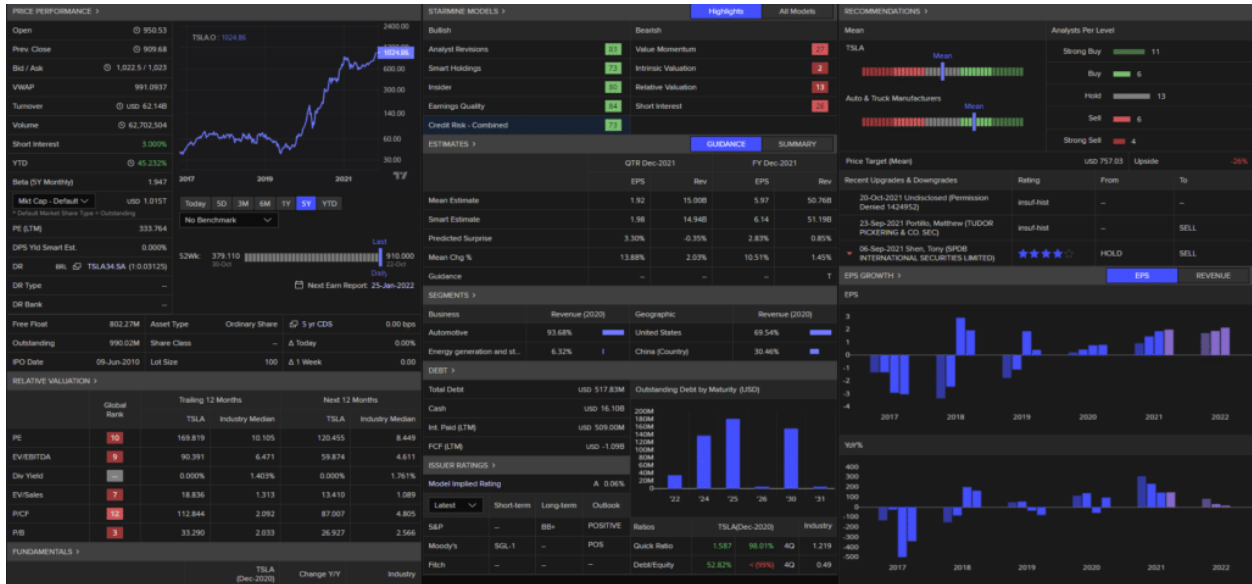 PRICE PERFORMANCE >
Open 950.53
Prev. Close 909.68
Bid / Ask 1,022.5 / 1,023
VWAP 991.0937
Turnover USD 62.14B
Volume 62,702,504
Short Interest 3.000%
YTD 45.232%
Beta (5Y Monthly) 1.947
Mkt Cap - Default USD 1.015T
* Default Market Share Type = Outstanding
PE (LTM) 333.764
DPS Yld Smart Est. 0.000%
DR BRL TSLA34.SA (1:0.03125)
DR Type --
DR Bank --
TSLA.O : 1024.86
2400.00
1024.86
600.00
300.00
140.00
60.00
30.00
2017 2019 2021
Today 5D 3M 6M 1Y 5Y YTD
No Benchmark
Last
52Wk: 379.110 910.000
30-Oct 22-Oct
Daily
Next Earn Report: 25-Jan-2022
Free Float 802.27M Asset Type Ordinary Share 5 yr CDS 0.00 bps
Outstanding 990.02M Share Class -- Δ Today 0.00%
IPO Date 09-Jun-2010 Lot Size 100 Δ 1 Week 0.00
RELATIVE VALUATION >
Global Rank Trailing 12 Months Next 12 Months
TSLA Industry Median TSLA Industry Median
PE 10 169.819 10.105 120.455 8.449
EV/EBITDA 9 90.391 6.471 59.874 4.611
Div Yield -- 0.000% 1.403% 0.000% 1.761%
EV/Sales 7 18.836 1.313 13.410 1.089
P/CF 12 112.844 2.092 87.007 4.805
P/B 3 33.290 2.033 26.927 2.566
FUNDAMENTALS >
TSLA
(Dec-2020) Change Y/Y Industry
STARMINE MODELS > Highlights All Models
Bullish Bearish
Analyst Revisions 83 Value Momentum 27
Smart Holdings 73 Intrinsic Valuation 2
Insider 80 Relative Valuation 13
Earnings Quality 84 Short Interest 28
Credit Risk - Combined 73
ESTIMATES > GUIDANCE SUMMARY
QTR Dec-2021 FY Dec-2021
EPS Rev EPS Rev
Mean Estimate 1.92 15.00B 5.97 50.76B
Smart Estimate 1.98 14.94B 6.14 51.19B
Predicted Surprise 3.30% -0.35% 2.83% 0.85%
Mean Chg % 13.88% 2.03% 10.51% 1.45%
Guidance -- -- -- T
SEGMENTS >
Business Revenue (2020) Geographic Revenue (2020)
Automotive 93.68% United States 69.54%
Energy generation and st... 6.32% China (Country) 30.46%
DEBT >
Total Debt USD 517.83M
Cash USD 16.10B
Int. Paid (LTM) USD 509.00M
FCF (LTM) USD -1.09B
Outstanding Debt by Maturity (USD)
200M
180M
160M
140M
120M
100M
80M
60M
40M
20M
0
'22 '24 '25 '26 '30 '31
ISSUER RATINGS >
Model Implied Rating A 0.06%
Latest Short-term Long-term Outlook
S&P -- BB+ POSITIVE
Moody's SGL-1 -- POS
Fitch -- -- --
Ratios TSLA(Dec-2020) Industry
Quick Ratio 1.587 98.01% 4Q 1.219
Debt/Equity 52.82% < (99%) 4Q 0.49
RECOMMENDATIONS >
Mean Analysts Per Level
TSLA
Mean
Auto & Truck Manufacturers
Mean
Strong Buy 11
Buy 6
Hold 13
Sell 6
Strong Sell 4
Price Target (Mean) USD 757.03 Upside -26%
Recent Upgrades & Downgrades Rating From To
20-Oct-2021 Undisclosed (Permission Denied 1424952) insuf-hist -- --
23-Sep-2021 Portillo, Matthew (TUDOR PICKERING & CO. SEC) insuf-hist SELL
06-Sep-2021 Shen, Tony (SPDB INTERNATIONAL SECURITIES LIMITED) HOLD SELL
EPS GROWTH > EPS REVENUE
EPS
3
2
1
0
-1
-2
-3
-4
2017 2018 2019 2020 2021 2022
YoY%
400
300
200
100
0
-100
-200
-300
-400
-500
2017 2018 2019 2020 2021 2022